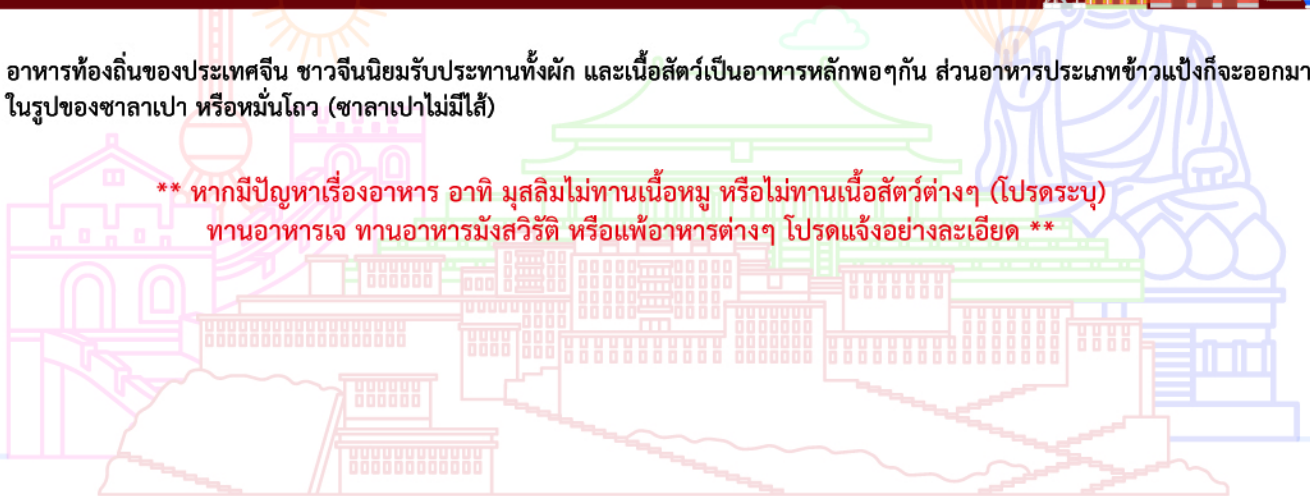 อาหารท้องถิ่นของประเทศจีน ชาวจีนนิยมรับประทานทั้งผัก และเนื้อสัตว์เป็นอาหารหลักพอๆกัน ส่วนอาหารประเภทข้าวแป้งก็จะออกมา
ในรูปของซาลาเปา หรือหมั่นโถว (ซาลาเปาไม่มีไส้)
** หากมีปัญหาเรื่องอาหาร อาทิ มุสลิมไม่ทานเนื้อหมู หรือไม่ทานเนื้อสัตว์ต่างๆ (โปรดระบุ)
ทานอาหารเจ ทานอาหารมังสวิรัติ หรือแพ้อาหารต่างๆ โปรดแจ้งอย่างละเอียด **